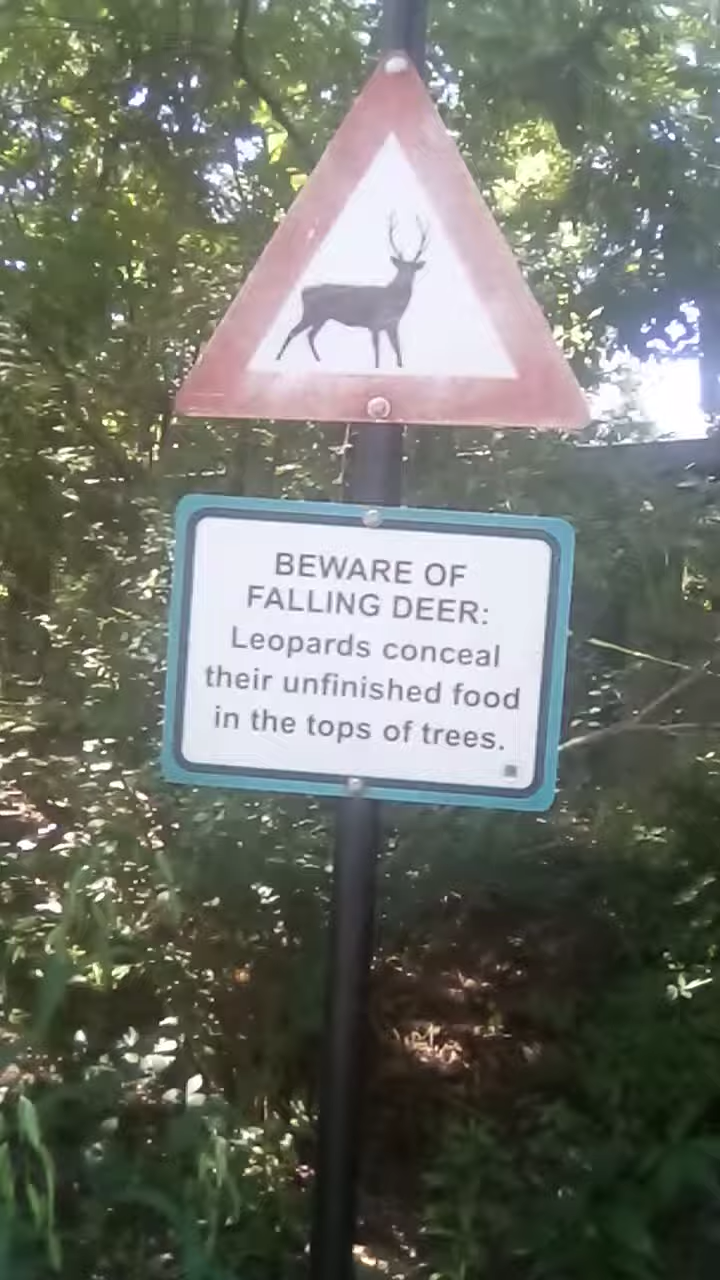 BEWARE OF
FALLING DEER:
Leopards conceal
their unfinished food
in the tops of trees.